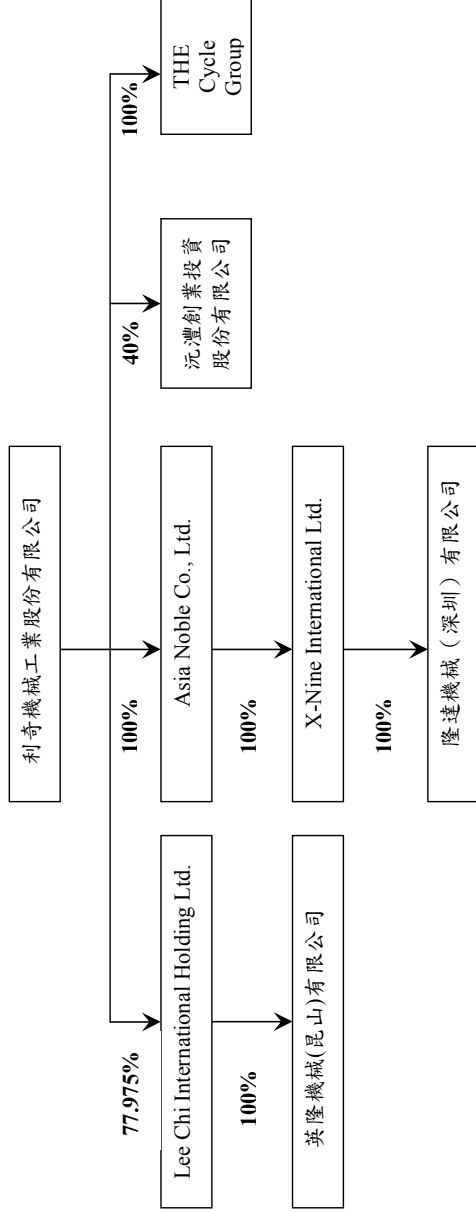 利奇機械工業股份有限公司
77.975%
100%
40%
100%
Lee Chi International Holding Ltd.
Asia Noble Co., Ltd.
沅澧創業投資
股份有限公司
THE
Cycle
Group
100%
100%
英隆機械(昆山)有限公司
X-Nine International Ltd.
100%
隆達機械（深圳）有限公司